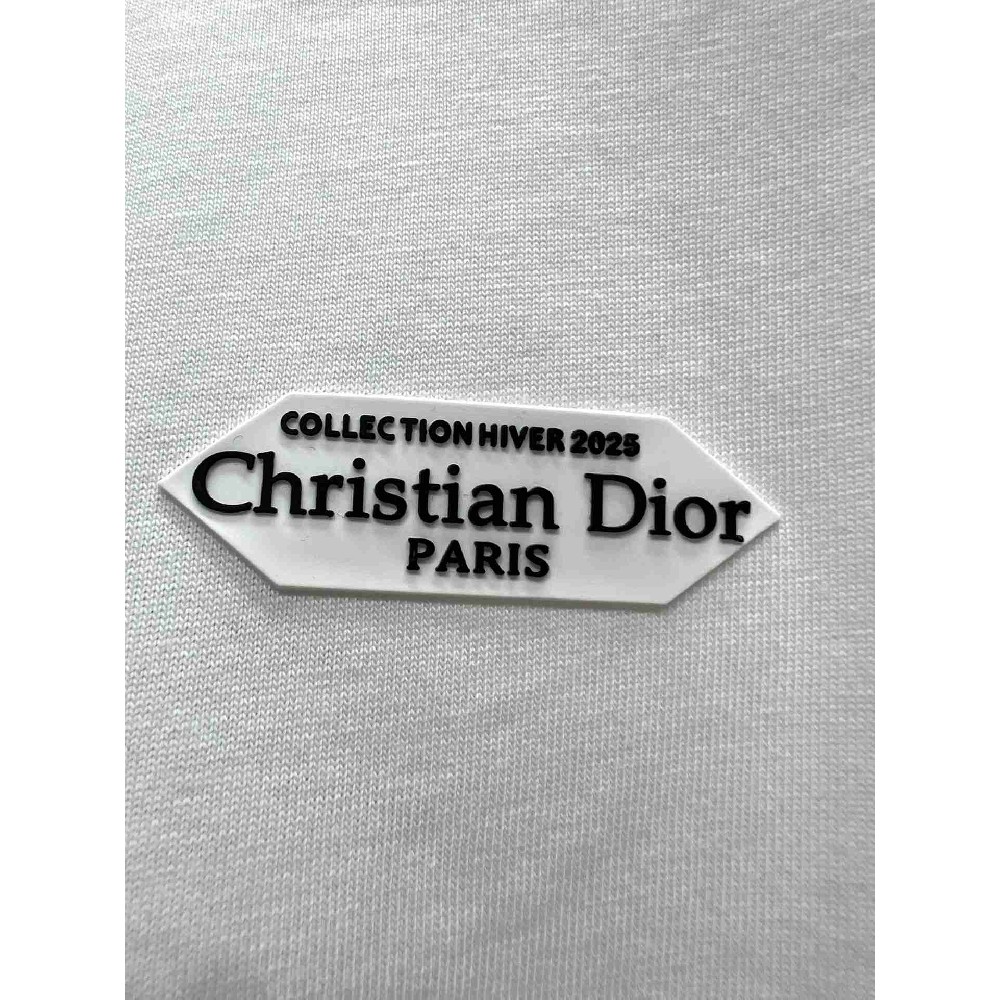 COLLECTION HIVER 2025
Christian Dior
PARIS